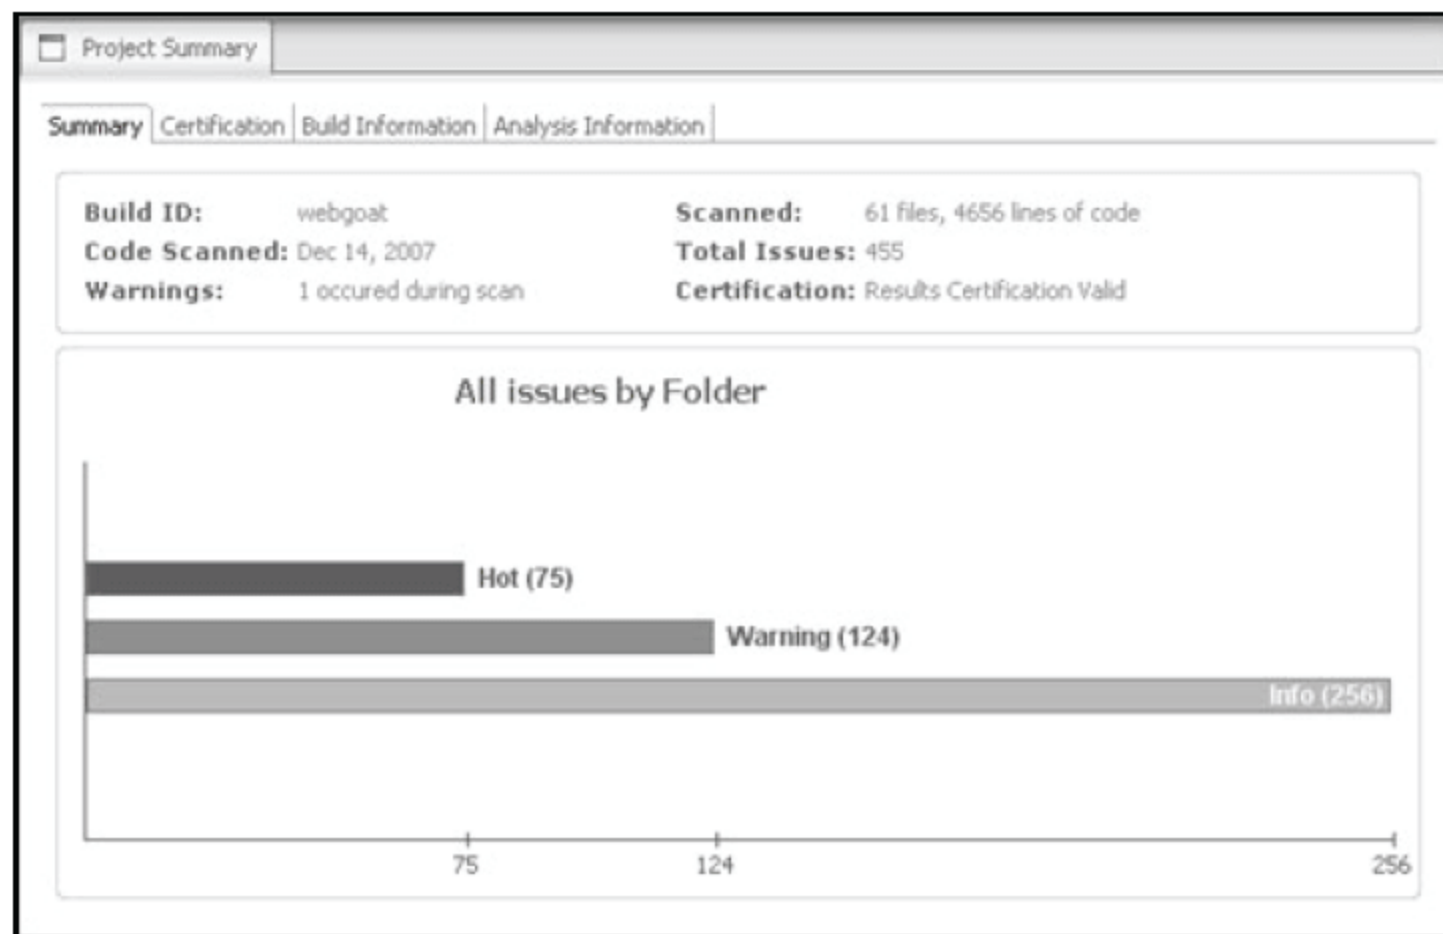 Project Summary
Summary Certification Build Information Analysis Information
Build ID: webgoat Scanned: 61 files, 4656 lines of code
Code Scanned: Dec 14, 2007 Total Issues: 455
Warnings: 1 occured during scan Certification: Results Certification Valid
All issues by Folder
Hot (75)
Warning (124)
Info (256)
75 124 256